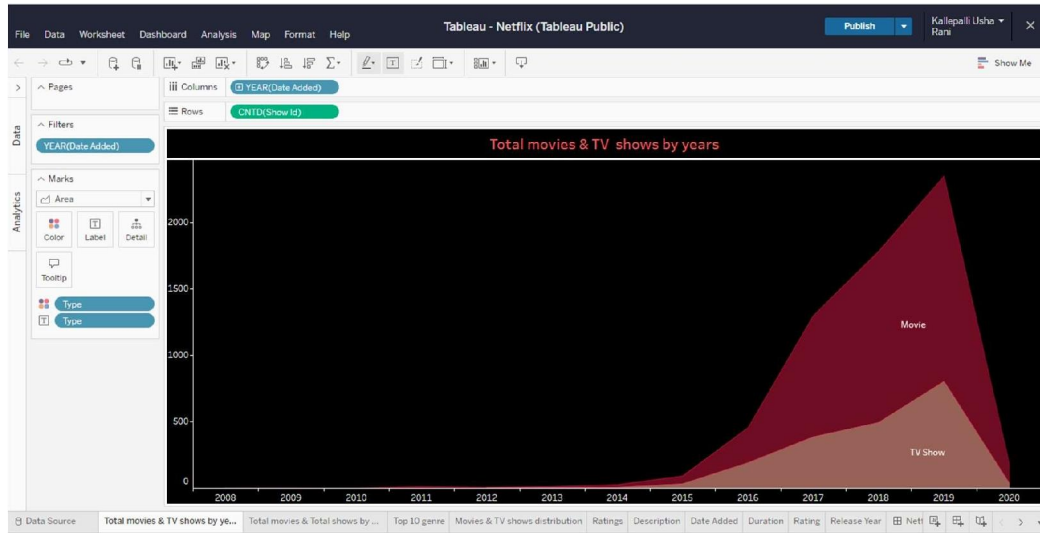 Tableau - Netflix (Tableau Public)
Publish
Kallepalli Usha Rani
File Data Worksheet Dashboard Analysis Map Format Help
Show Me
Pages
Columns
YEAR(Date Added)
Rows
CNTD(Show Id)
Data
Analytics
Filters
YEAR(Date Added)
Marks
Area
Color
Label
Detail
Tooltip
Type
Type
Total movies & TV shows by years
2000
1500
1000
500
0
Movie
TV Show
2008 2009 2010 2011 2012 2013 2014 2015 2016 2017 2018 2019 2020
Data Source Total movies & TV shows by ye... Total movies & Total shows by ... Top 10 genre Movies & TV shows distribution Ratings Description Date Added Duration Rating Release Year Netf